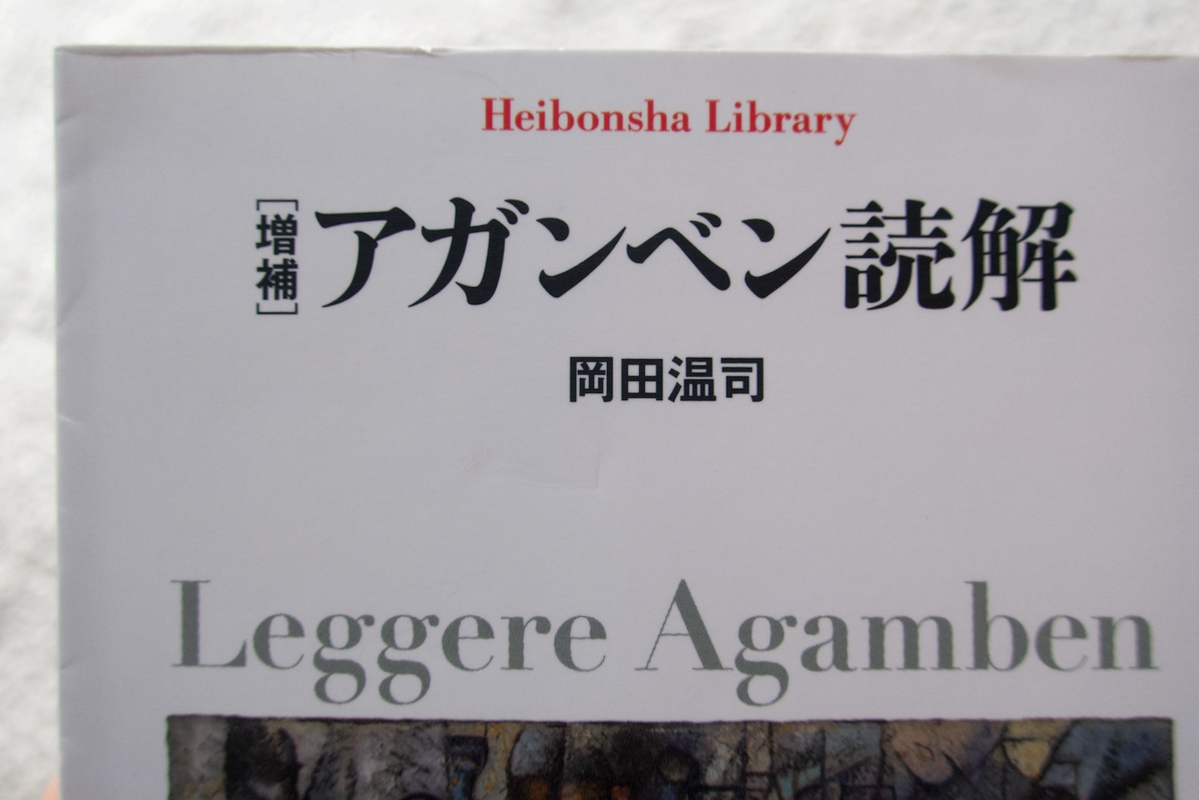 Heibonsha Library
［増補］アガンベン読解
岡田温司
Leggere Agamben